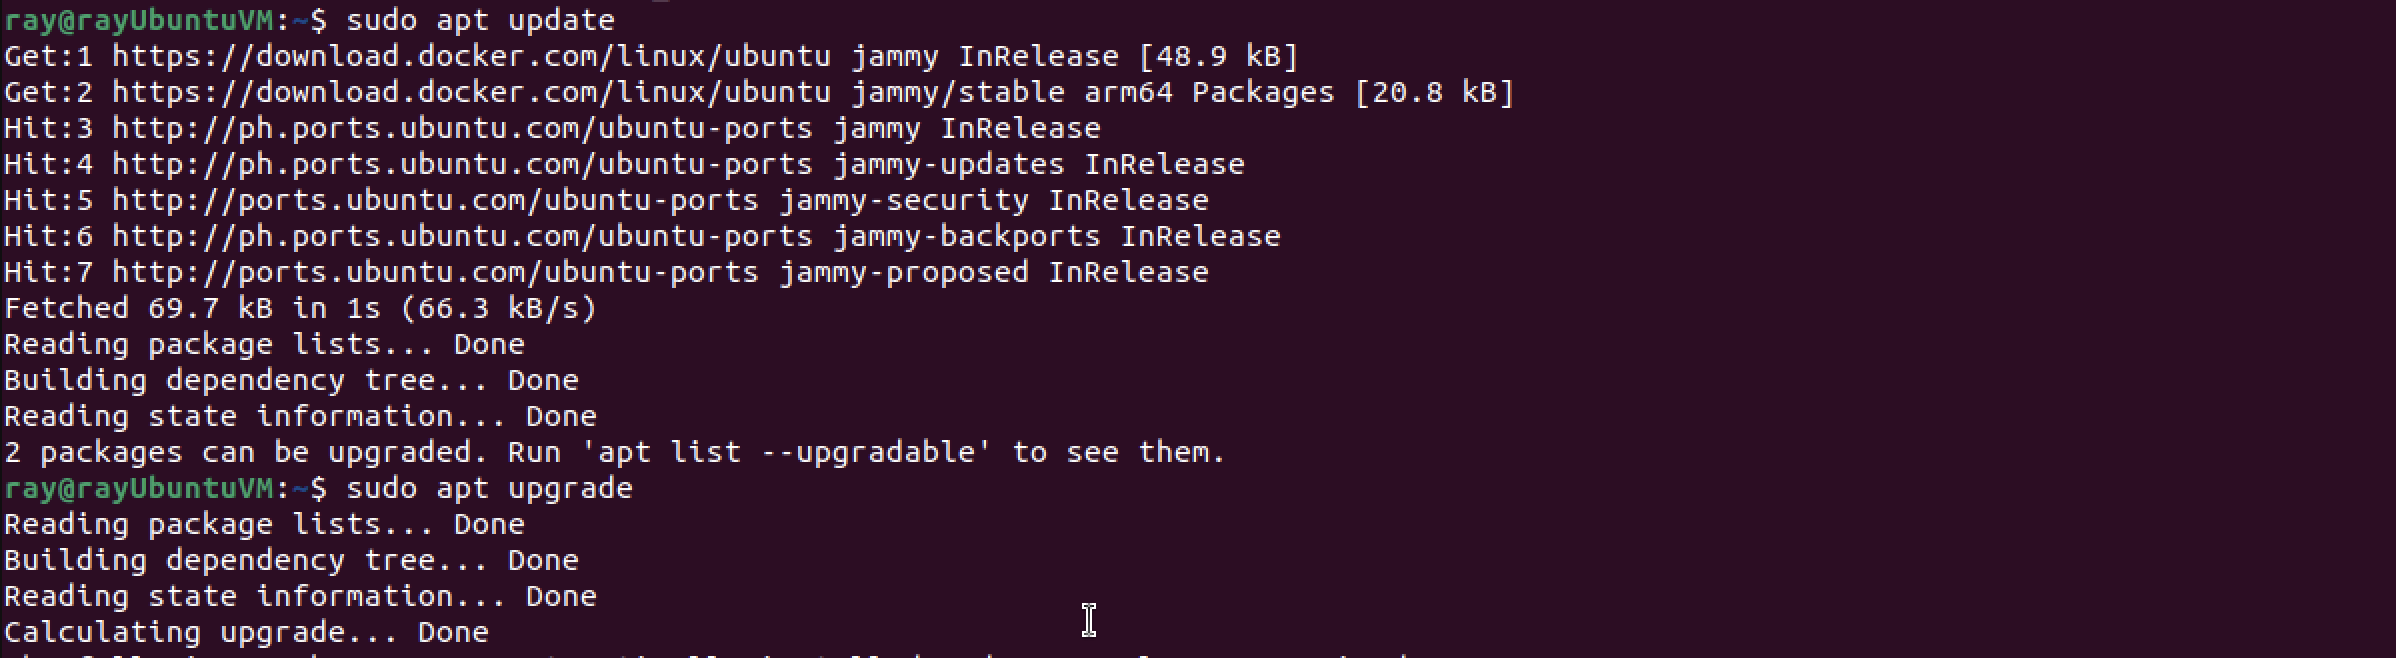 ray@rayUbuntuVM:~$ sudo apt update
Get:1 https://download.docker.com/linux/ubuntu jammy InRelease [48.9 kB]
Get:2 https://download.docker.com/linux/ubuntu jammy/stable arm64 Packages [20.8 kB]
Hit:3 http://ph.ports.ubuntu.com/ubuntu-ports jammy InRelease
Hit:4 http://ph.ports.ubuntu.com/ubuntu-ports jammy-updates InRelease
Hit:5 http://ports.ubuntu.com/ubuntu-ports jammy-security InRelease
Hit:6 http://ph.ports.ubuntu.com/ubuntu-ports jammy-backports InRelease
Hit:7 http://ports.ubuntu.com/ubuntu-ports jammy-proposed InRelease
Fetched 69.7 kB in 1s (66.3 kB/s)
Reading package lists... Done
Building dependency tree... Done
Reading state information... Done
2 packages can be upgraded. Run 'apt list --upgradable' to see them.
ray@rayUbuntuVM:~$ sudo apt upgrade
Reading package lists... Done
Building dependency tree... Done
Reading state information... Done
Calculating upgrade... Done